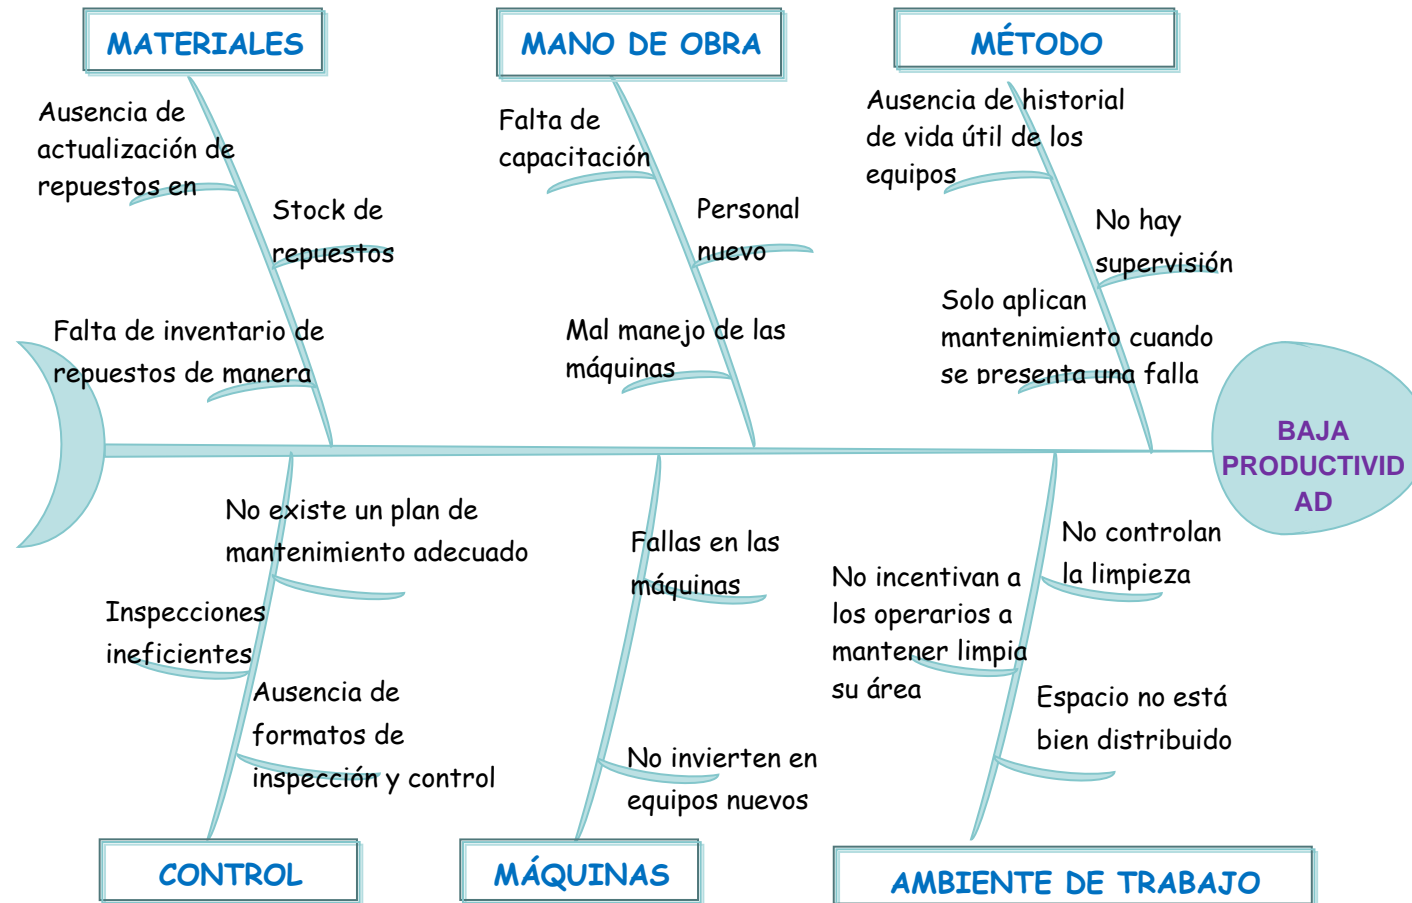 MATERIALES
MANO DE OBRA
MÉTODO
Ausencia de
actualización de
repuestos en
Stock de
repuestos
Falta de inventario de
repuestos de manera
Falta de
capacitación
Personal
nuevo
Mal manejo de las
máquinas
Ausencia de historial
de vida útil de los
equipos
No hay
supervisión
Solo aplican
mantenimiento cuando
se presenta una falla
BAJA
PRODUCTIVID
AD
No existe un plan de
mantenimiento adecuado
Inspecciones
ineficientes
Ausencia de
formatos de
inspección y control
Fallas en las
máquinas
No invierten en
equipos nuevos
No controlan
la limpieza
No incentivan a
los operarios a
mantener limpia
su área
Espacio no está
bien distribuido
CONTROL
MÁQUINAS
AMBIENTE DE TRABAJO